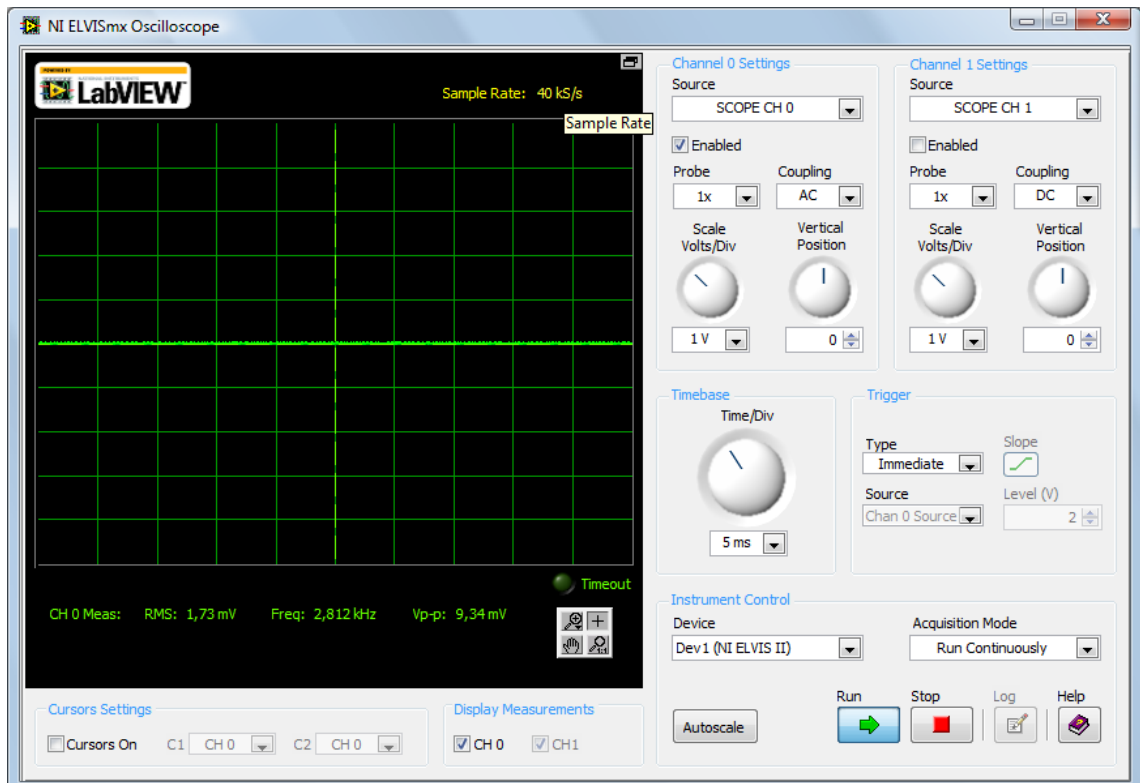 NI ELVISmx Oscilloscope
LabVIEW
Sample Rate: 40 kS/s
Sample Rate
CH 0 Meas: RMS: 1,73 mV Freq: 2,812 kHz Vp-p: 9,34 mV
Timeout
Cursors Settings
Cursors On C1 CH 0 C2 CH 0
Display Measurements
CH 0 CH1
Channel 0 Settings
Source
SCOPE CH 0
Enabled
Probe Coupling
1x AC
Scale Volts/Div
Vertical Position
1 V 0
Channel 1 Settings
Source
SCOPE CH 1
Enabled
Probe Coupling
1x DC
Scale Volts/Div
Vertical Position
1 V 0
Timebase
Time/Div
5 ms
Trigger
Type Slope
Immediate
Source Level (V)
Chan 0 Source 2
Instrument Control
Device Acquisition Mode
Dev1 (NI ELVIS II) Run Continuously
Run Stop Log Help
Autoscale